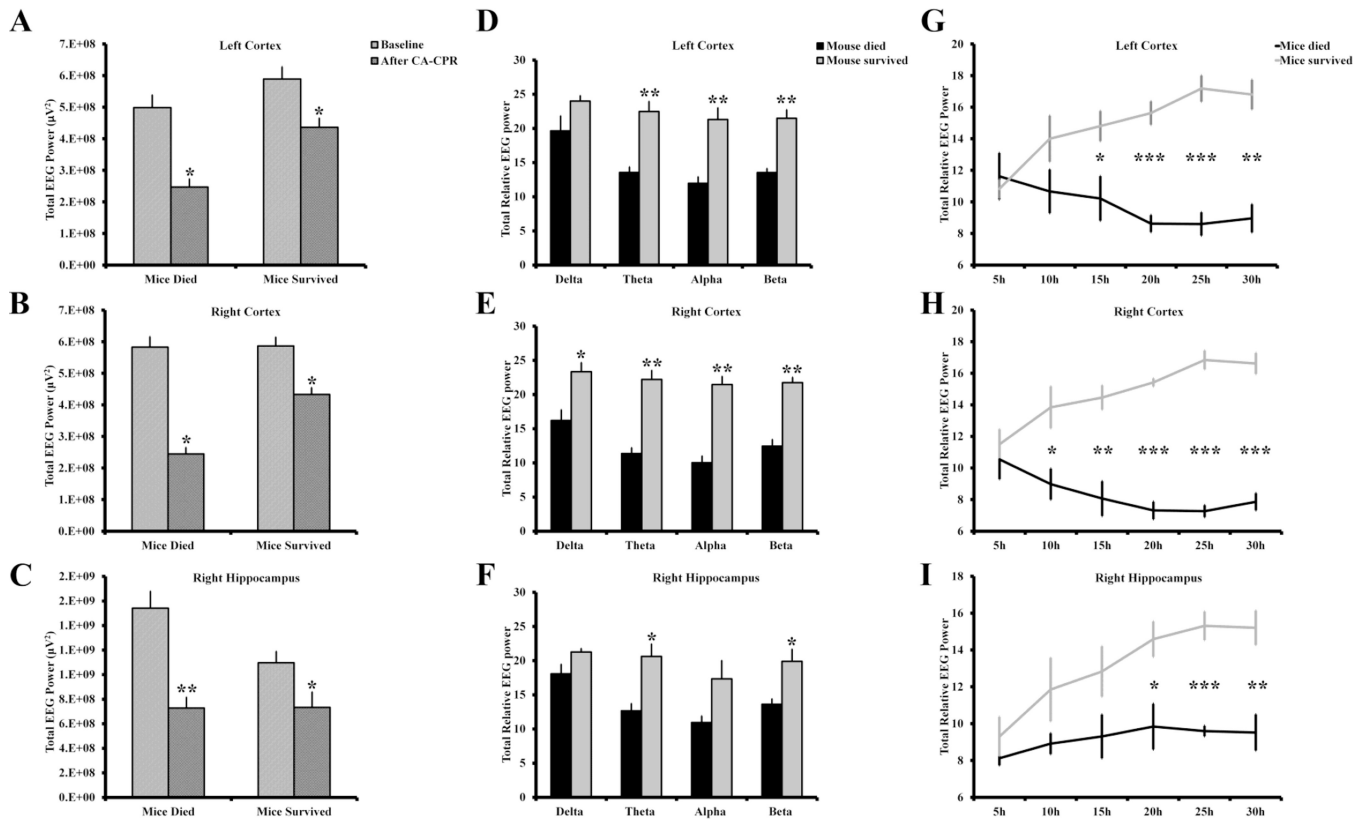 A
Left Cortex
Baseline
After CA-CPR
Total EEG Power (µV²)
7.E+08
6.E+08
5.E+08
4.E+08
3.E+08
2.E+08
1.E+08
0.E+00
*
*
Mice Died
Mice Survived
D
Left Cortex
Mouse died
Mouse survived
Total Relative EEG power
30
25
20
15
10
5
0
**
**
**
Delta
Theta
Alpha
Beta
G
Left Cortex
Mice died
Mice survived
Total Relative EEG Power
20
18
16
14
12
10
8
6
*
***
***
**
5h
10h
15h
20h
25h
30h
B
Right Cortex
Total EEG Power (µV²)
7.E+08
6.E+08
5.E+08
4.E+08
3.E+08
2.E+08
1.E+08
0.E+00
*
*
Mice Died
Mice Survived
E
Right Cortex
Total Relative EEG power
30
25
20
15
10
5
0
*
**
**
**
Delta
Theta
Alpha
Beta
H
Right Cortex
Total Relative EEG Power
20
18
16
14
12
10
8
6
*
**
***
***
***
5h
10h
15h
20h
25h
30h
C
Right Hippocampus
Total EEG Power (µV²)
2.E+09
2.E+09
1.E+09
1.E+09
1.E+09
8.E+08
6.E+08
4.E+08
2.E+08
0.E+00
**
*
Mice Died
Mice Survived
F
Right Hippocampus
Total Relative EEG power
30
25
20
15
10
5
0
*
*
Delta
Theta
Alpha
Beta
I
Right Hippocampus
Total Relative EEG Power
18
16
14
12
10
8
6
*
***
**
5h
10h
15h
20h
25h
30h